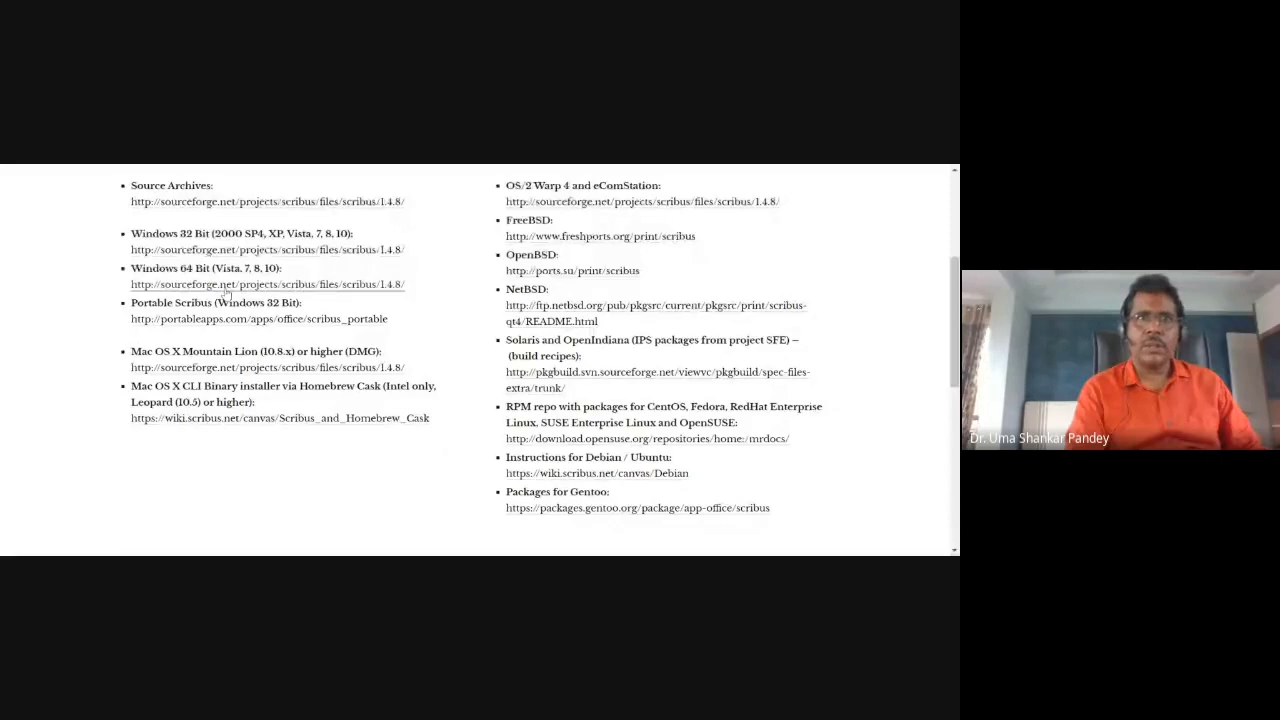 Source Archives:
http://sourceforge.net/projects/scribus/files/scribus/1.4.8/
Windows 32 Bit (2000 SP4, XP, Vista, 7, 8, 10):
http://sourceforge.net/projects/scribus/files/scribus/1.4.8/
Windows 64 Bit (Vista, 7, 8, 10):
http://sourceforge.net/projects/scribus/files/scribus/1.4.8/
Portable Scribus (Windows 32 Bit):
http://portableapps.com/apps/office/scribus_portable
Mac OS X Mountain Lion (10.8.x) or higher (DMG):
http://sourceforge.net/projects/scribus/files/scribus/1.4.8/
Mac OS X CLI Binary installer via Homebrew Cask (Intel only,
Leopard (10.5) or higher):
https://wiki.scribus.net/canvas/Scribus_and_Homebrew_Cask
OS/2 Warp 4 and eComStation:
http://sourceforge.net/projects/scribus/files/scribus/1.4.8/
FreeBSD:
http://www.freshports.org/print/scribus
OpenBSD:
http://ports.su/print/scribus
NetBSD:
http://ftp.netbsd.org/pub/pkgsrc/current/pkgsrc/print/scribus-
qt4/README.html
Solaris and OpenIndiana (IPS packages from project SFE) –
(build recipes):
http://pkgbuild.svn.sourceforge.net/viewvc/pkgbuild/spec-files-
extra/trunk/
RPM repo with packages for CentOS, Fedora, RedHat Enterprise
Linux, SUSE Enterprise Linux and OpenSUSE:
http://download.opensuse.org/repositories/home:/mrdocs/
Instructions for Debian / Ubuntu:
https://wiki.scribus.net/canvas/Debian
Packages for Gentoo:
https://packages.gentoo.org/package/app-office/scribus
Dr. Uma Shankar Pandey